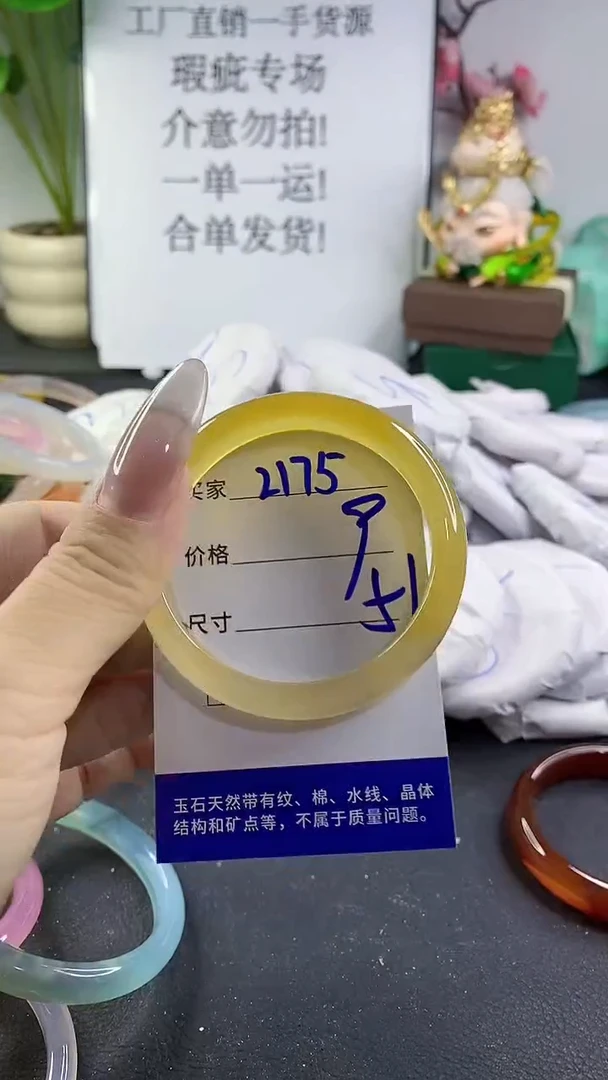 工厂直销一手货源
瑕疵专场
介意勿拍!
一单一运!
合单发货!
买家 2175
价格
尺寸
玉石天然带有纹、棉、水线、晶体
结构和矿点等，不属于质量问题。